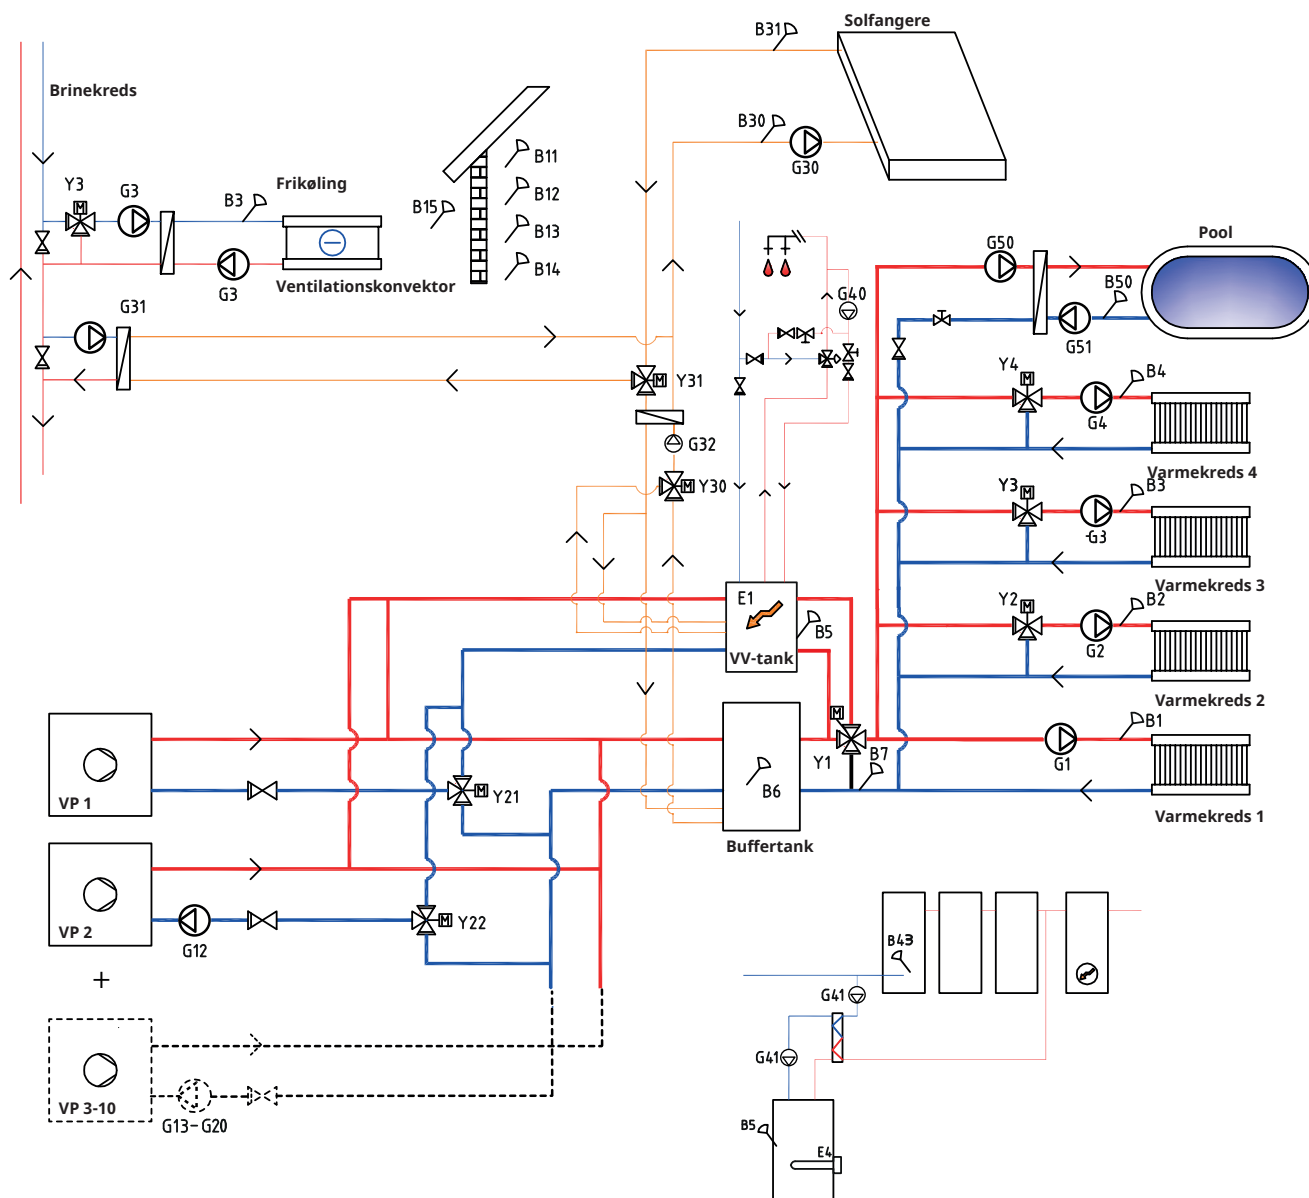 Solfangere
B31
Brinekreds
B30
G30
B11
B12
B13
B14
B15
Y3
G3
B3
Frikøling
G3
Ventilationskonvektor
G31
Y31
G32
Y30
G40
Pool
G50
B50
G51
Y4
B4
G4
Varmekreds 4
Y3
B3
-G3
Varmekreds 3
Y2
B2
G2
Varmekreds 2
E1
B5
VV-tank
M
Y1
B7
B1
G1
Varmekreds 1
B6
Buffertank
VP 1
M
Y21
VP 2
G12
M
Y22
+
VP 3-10
G13-G20
B43
G41
G41
B5
E4
M
M
M
M
M
M